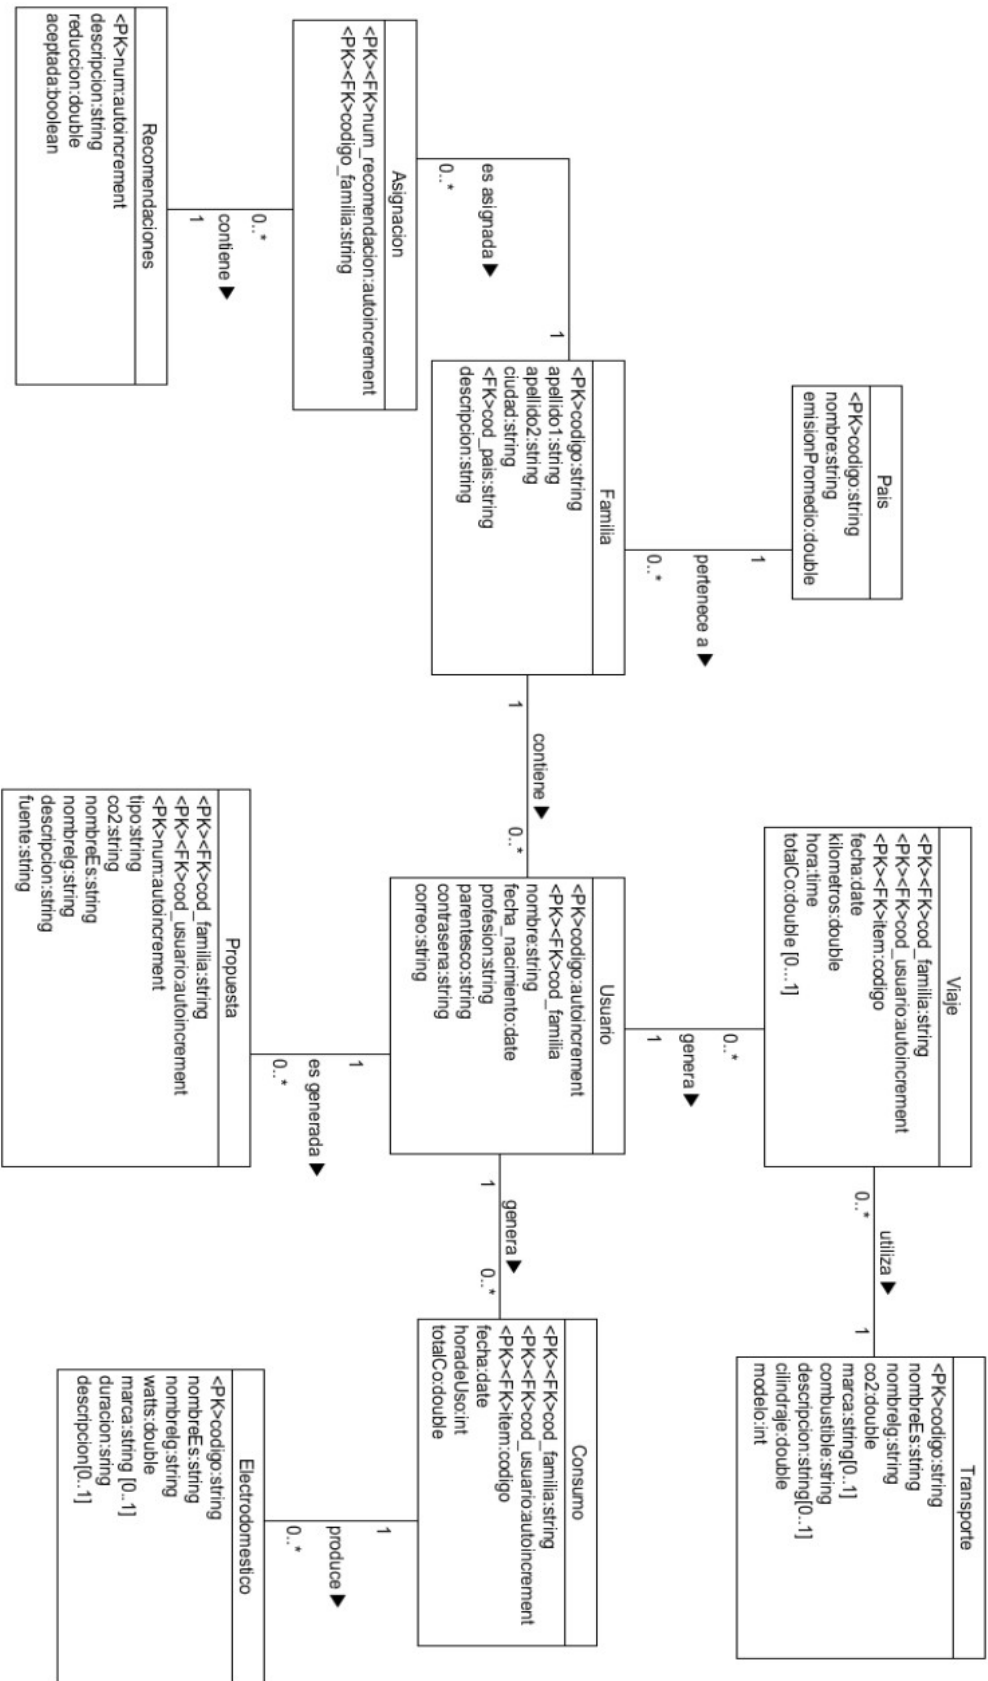 Pais
<PK>codigo:string
nombre:string
emisionPromedio:double
1
pertenece a
0..*
Familia
<PK>codigo:string
apellido1:string
apellido2:string
ciudad:string
<FK>cod_pais:string
descripcion:string
1
es asignada
0..*
Asignacion
<PK><FK>num_recomendacion:autoincrement
<PK><FK>codigo_familia:string
0..*
contiene
1
Recomendaciones
<PK>num:autoincrement
descripcion:string
reduccion:double
aceptada:boolean
1
contiene
0..*
Viaje
<PK><FK>cod_familia:string
<PK><FK>cod_usuario:autoincrement
<PK><FK>item:codigo
fecha:date
kilometros:double
hora:time
totalCo:double [0...1]
0..*
genera
1
Usuario
<PK>codigo:autoincrement
<PK><FK>cod_familia
nombre:string
fecha_nacimiento:date
profesion:string
parentesco:string
contrasena:string
correo:string
1
es generada
0..*
Propuesta
<PK><FK>cod_familia:string
<PK><FK>cod_usuario:autoincrement
<PK>num:autoincrement
tipo:string
co2:string
nombreEs:string
nombreIg:string
descripcion:string
fuente:string
0..*
utiliza
1
Transporte
<PK>codigo:string
nombreEs:string
nombreIg:string
co2:double
marca:string[0..1]
combustible:string
descripcion:string[0..1]
cilindraje:double
modelo:int
1
genera
0..*
Consumo
<PK><FK>cod_familia:string
<PK><FK>cod_usuario:autoincrement
<PK><FK>item:codigo
fecha:date
horadeUso:int
totalCo:double
1
produce
0..*
Electrodomestico
<PK>codigo:string
nombreEs:string
nombreIg:string
watts:double
marca:string [0..1]
duracion:sring
descripcion[0..1]